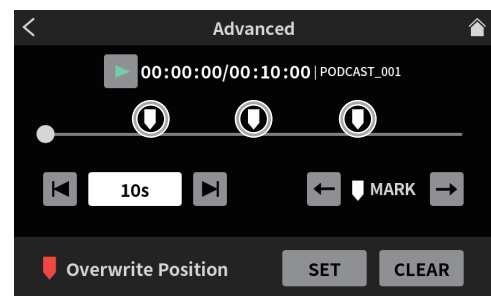 Advanced
00:00:00/00:10:00 | PODCAST_001
10s
MARK
Overwrite Position
SET
CLEAR